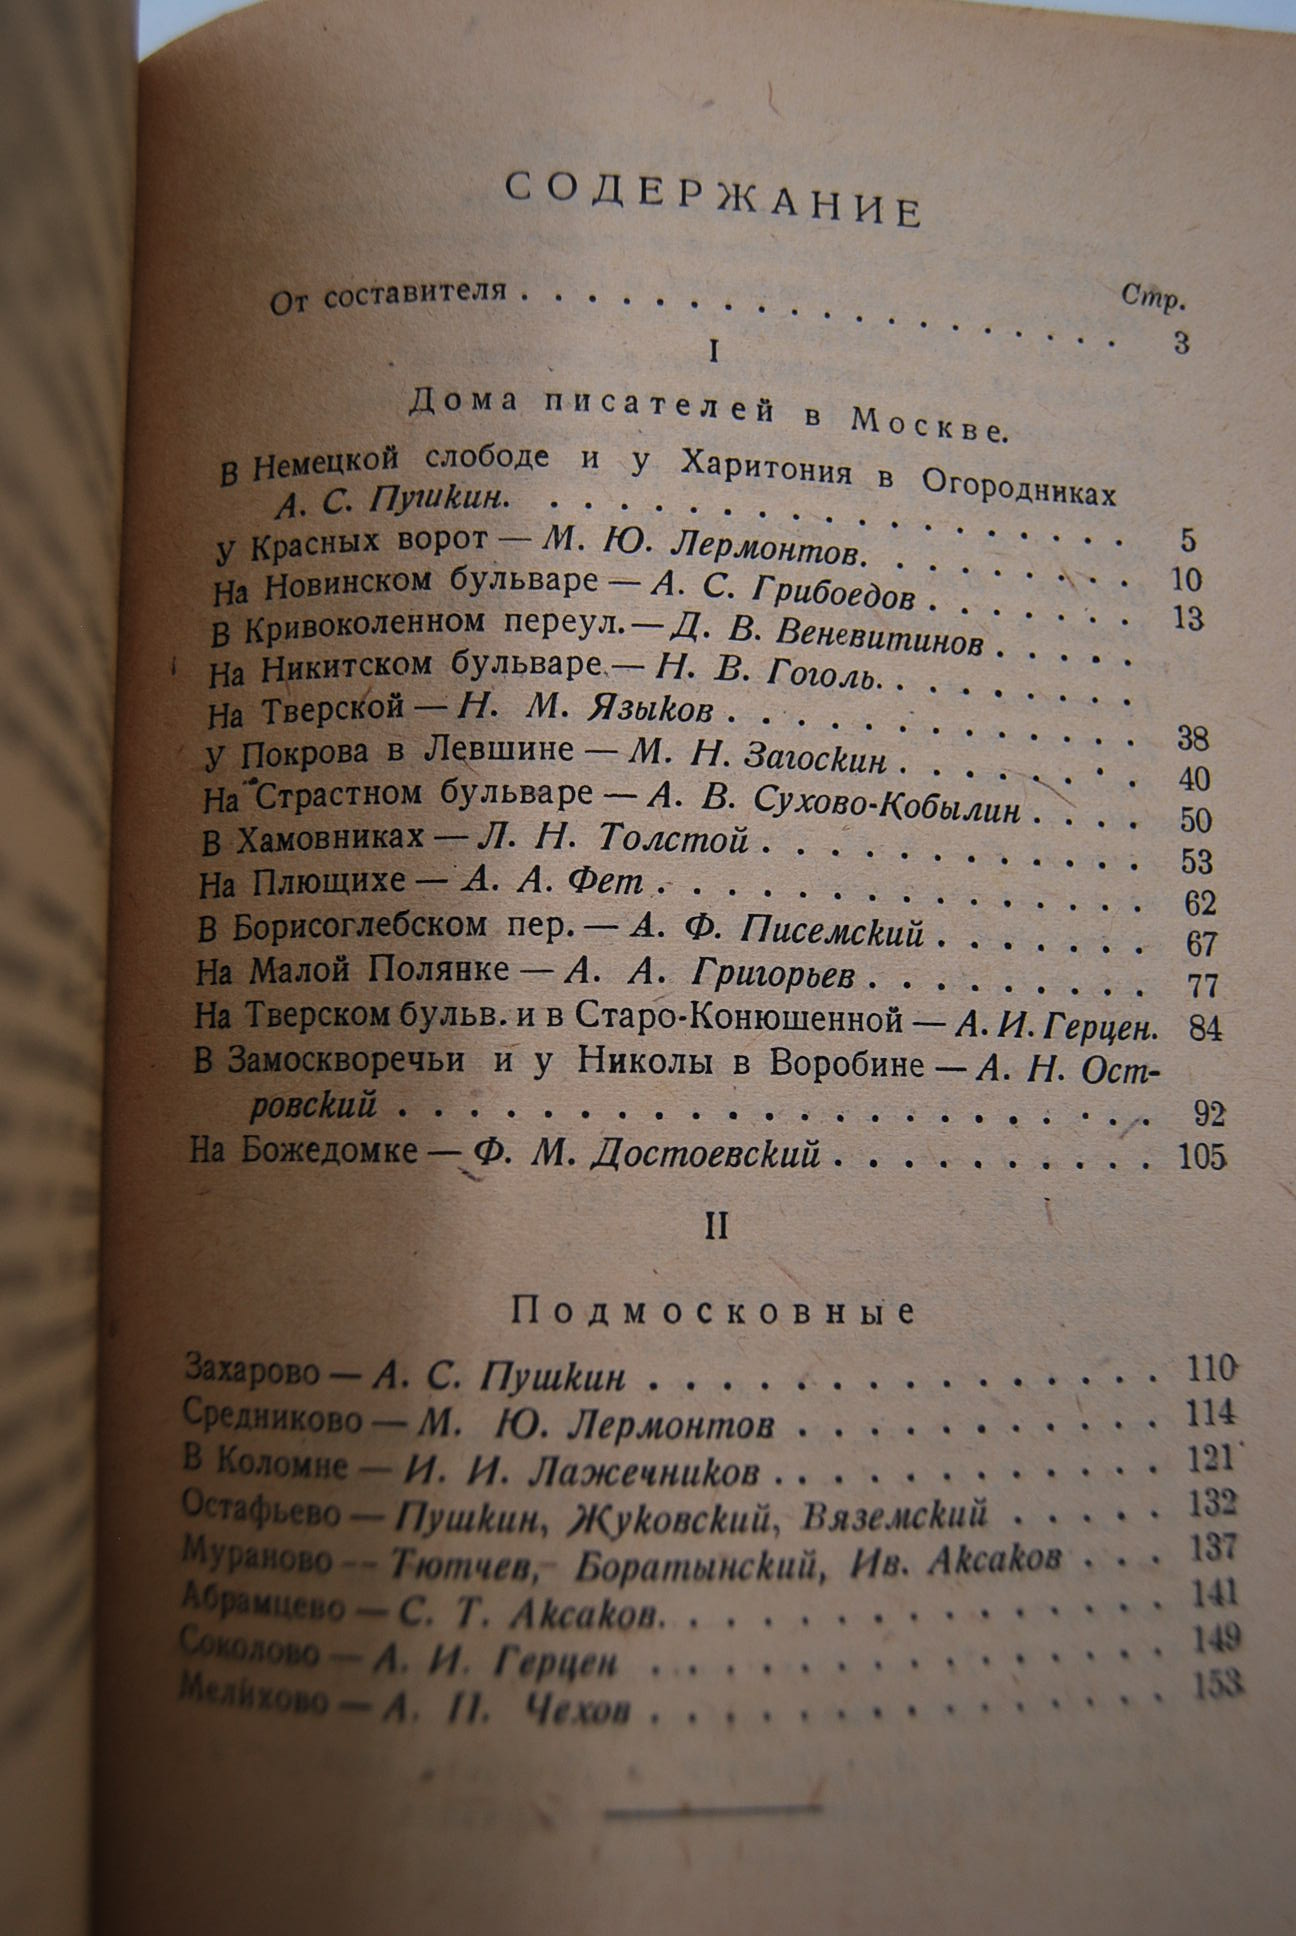 СОДЕРЖАНИЕ
Стр.
От составителя . . . . . . . . . . . . . . . . . . 3
I
Дома писателей в Москве.
В Немецкой слободе и у Харитония в Огородниках
А. С. Пушкин. . . . . . . . . . . . . . . . . . . 5
У Красных ворот — М. Ю. Лермонтов. . . . . . . . . 10
На Новинском бульваре — А. С. Грибоедов . . . . . . . 13
В Кривоколенном переул. — Д. В. Веневитинов . . . . .
На Никитском бульваре — Н. В. Гоголь. . . . . . . . .
На Тверской — Н. М. Языков . . . . . . . . . . . . . 38
У Покрова в Левшине — М. Н. Загоскин . . . . . . . . 40
На Страстном бульваре — А. В. Сухово-Кобылин . . . . 50
В Хамовниках — Л. Н. Толстой . . . . . . . . . . . . 53
На Плющихе — А. А. Фет . . . . . . . . . . . . . . . 62
В Борисоглебском пер. — А. Ф. Писемский . . . . . . . 67
На Малой Полянке — А. А. Григорьев . . . . . . . . . 77
На Тверском бульв. и в Старо-Конюшенной — А. И. Герцен. 84
В Замоскворечьи и у Николы в Воробине — А. Н. Ост-
ровский . . . . . . . . . . . . . . . . . . . . . . 92
На Божедомке — Ф. М. Достоевский . . . . . . . . . . 105
II
Подмосковные
Захарово — А. С. Пушкин . . . . . . . . . . . . . . . 110
Средниково — М. Ю. Лермонтов . . . . . . . . . . . 114
В Коломне — И. И. Лажечников . . . . . . . . . . . . 121
Остафьево — Пушкин, Жуковский, Вяземский . . . . . 132
Мураново — Тютчев, Боратынский, Ив. Аксаков . . . 137
Абрамцево — С. Т. Аксаков. . . . . . . . . . . . . . . 141
Соколово — А. И. Герцен . . . . . . . . . . . . . . . 149
Мелихово — А. П. Чехов . . . . . . . . . . . . . . . 153